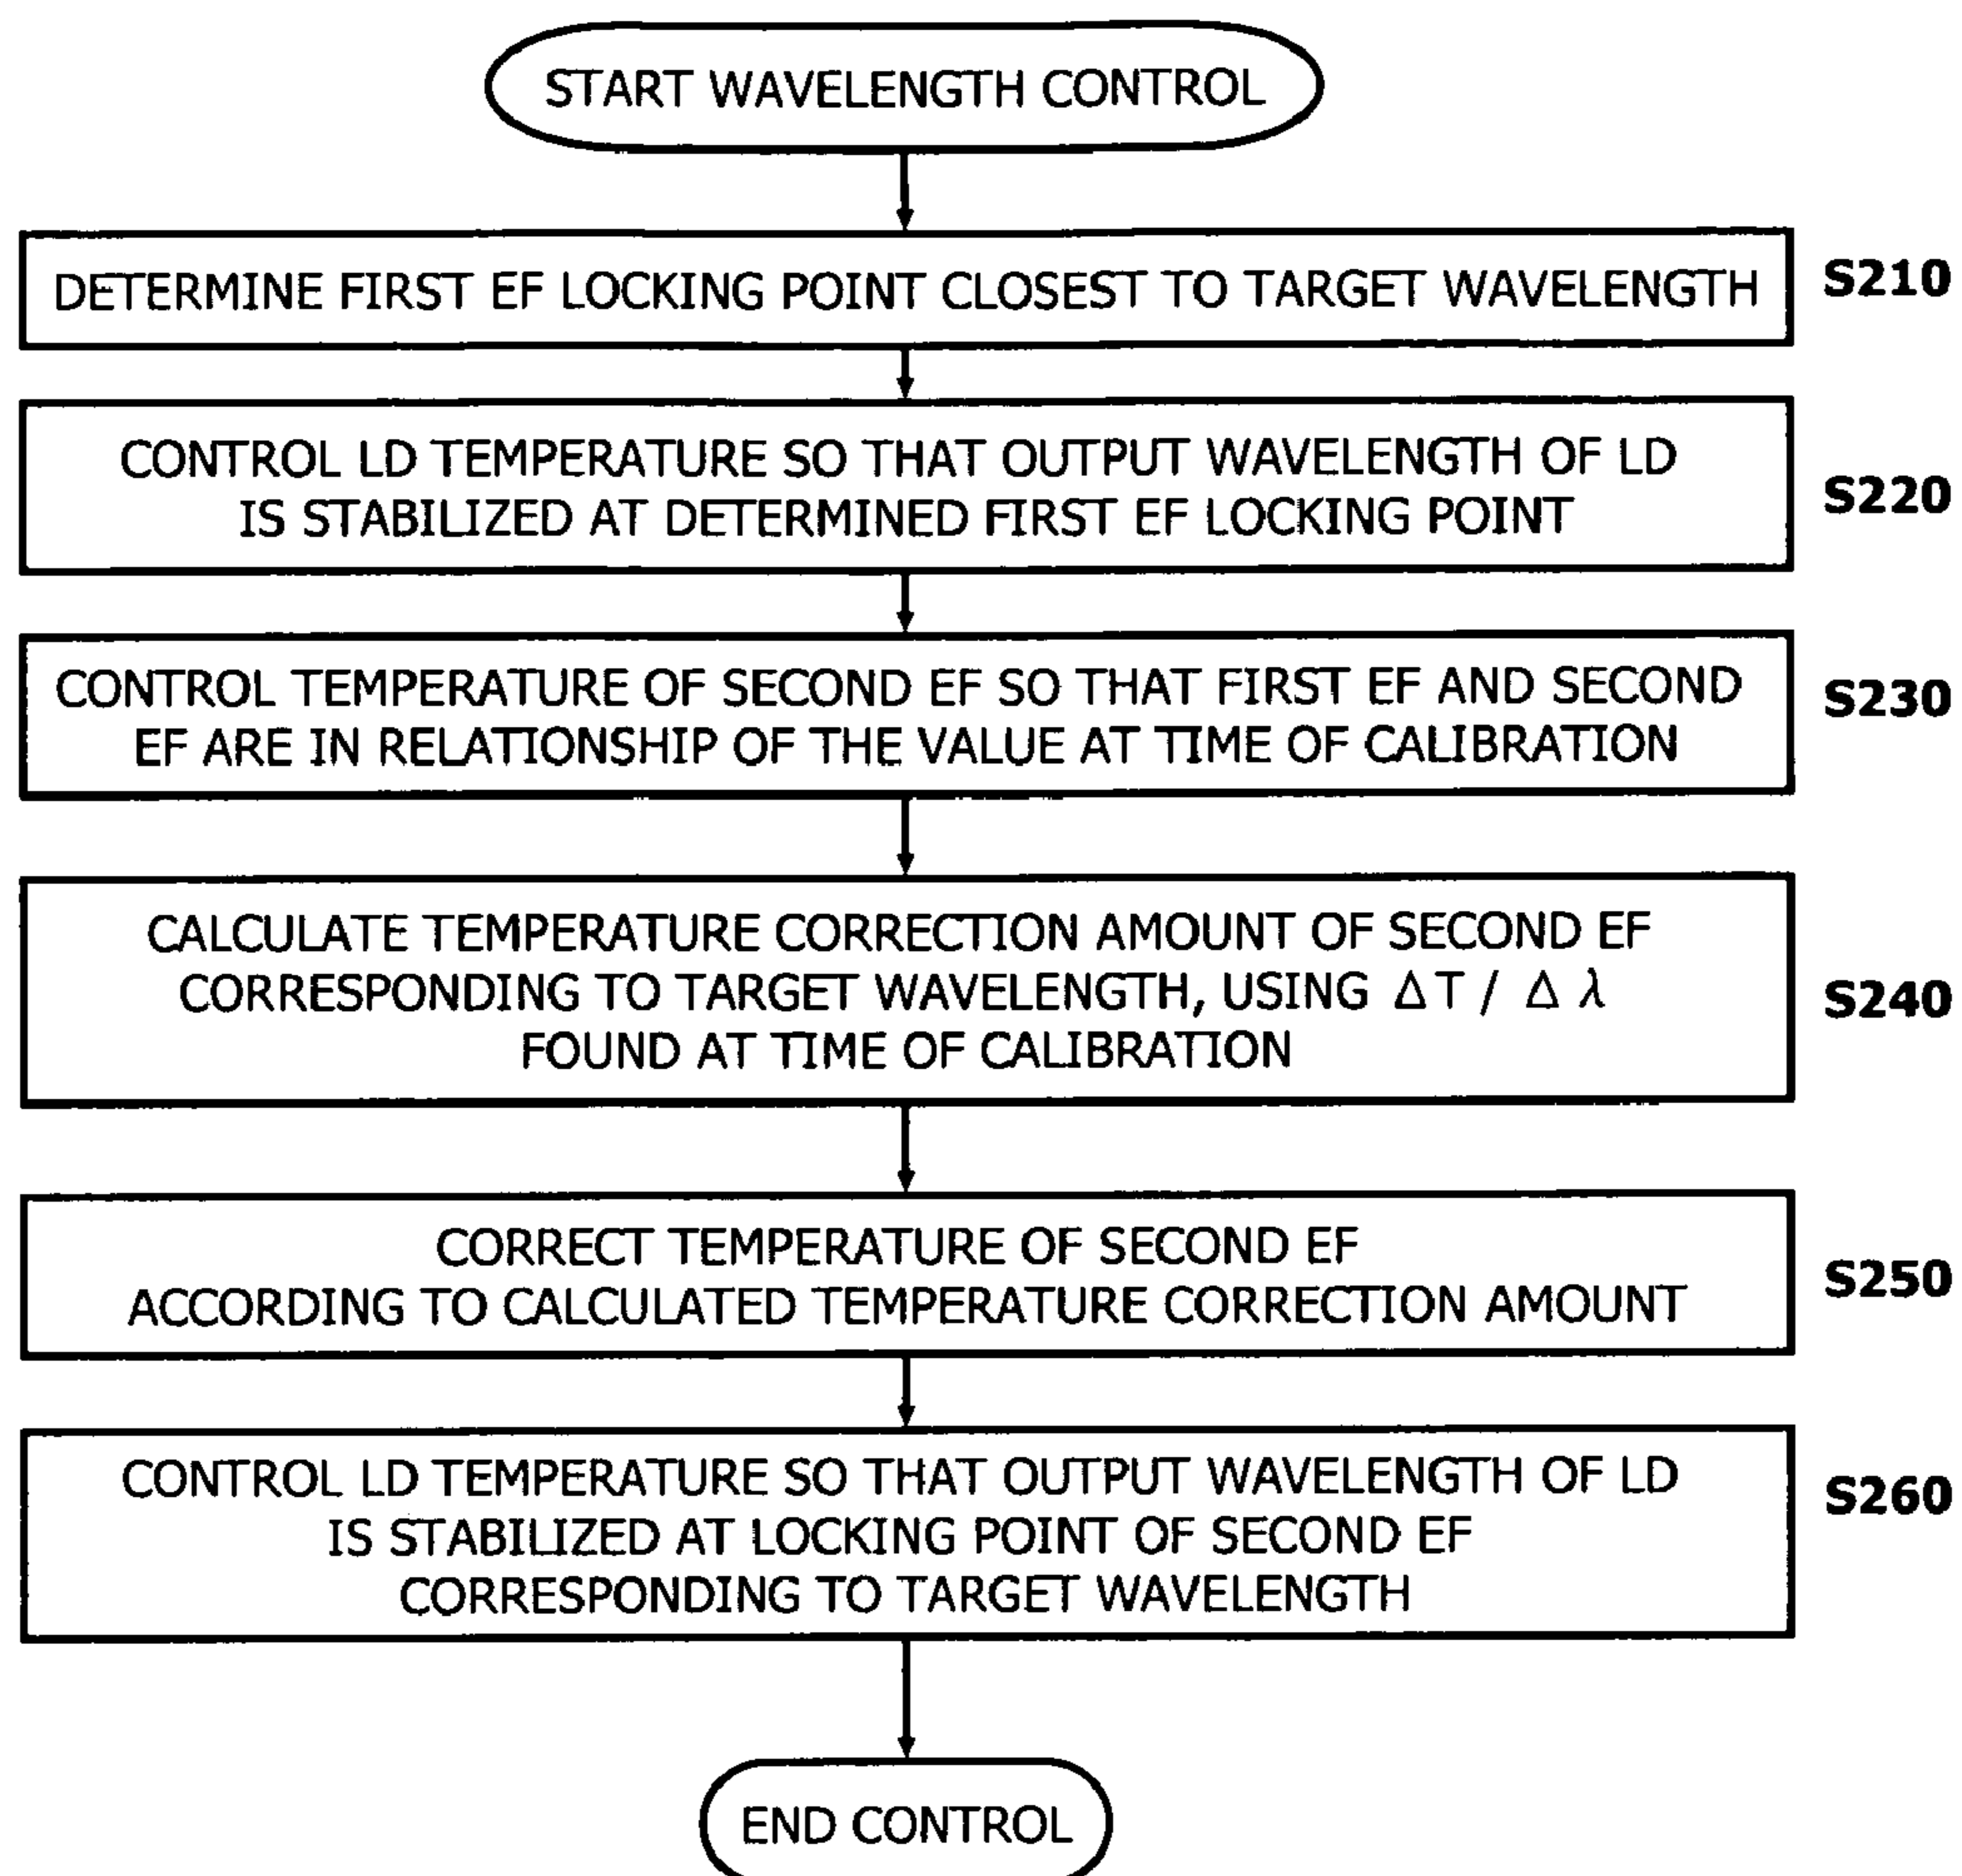 START WAVELENGTH CONTROL
DETERMINE FIRST EF LOCKING POINT CLOSEST TO TARGET WAVELENGTH
S210
CONTROL LD TEMPERATURE SO THAT OUTPUT WAVELENGTH OF LD
IS STABILIZED AT DETERMINED FIRST EF LOCKING POINT
S220
CONTROL TEMPERATURE OF SECOND EF SO THAT FIRST EF AND SECOND
EF ARE IN RELATIONSHIP OF THE VALUE AT TIME OF CALIBRATION
S230
CALCULATE TEMPERATURE CORRECTION AMOUNT OF SECOND EF
CORRESPONDING TO TARGET WAVELENGTH, USING ΔT / Δ λ
FOUND AT TIME OF CALIBRATION
S240
CORRECT TEMPERATURE OF SECOND EF
ACCORDING TO CALCULATED TEMPERATURE CORRECTION AMOUNT
S250
CONTROL LD TEMPERATURE SO THAT OUTPUT WAVELENGTH OF LD
IS STABILIZED AT LOCKING POINT OF SECOND EF
CORRESPONDING TO TARGET WAVELENGTH
S260
END CONTROL